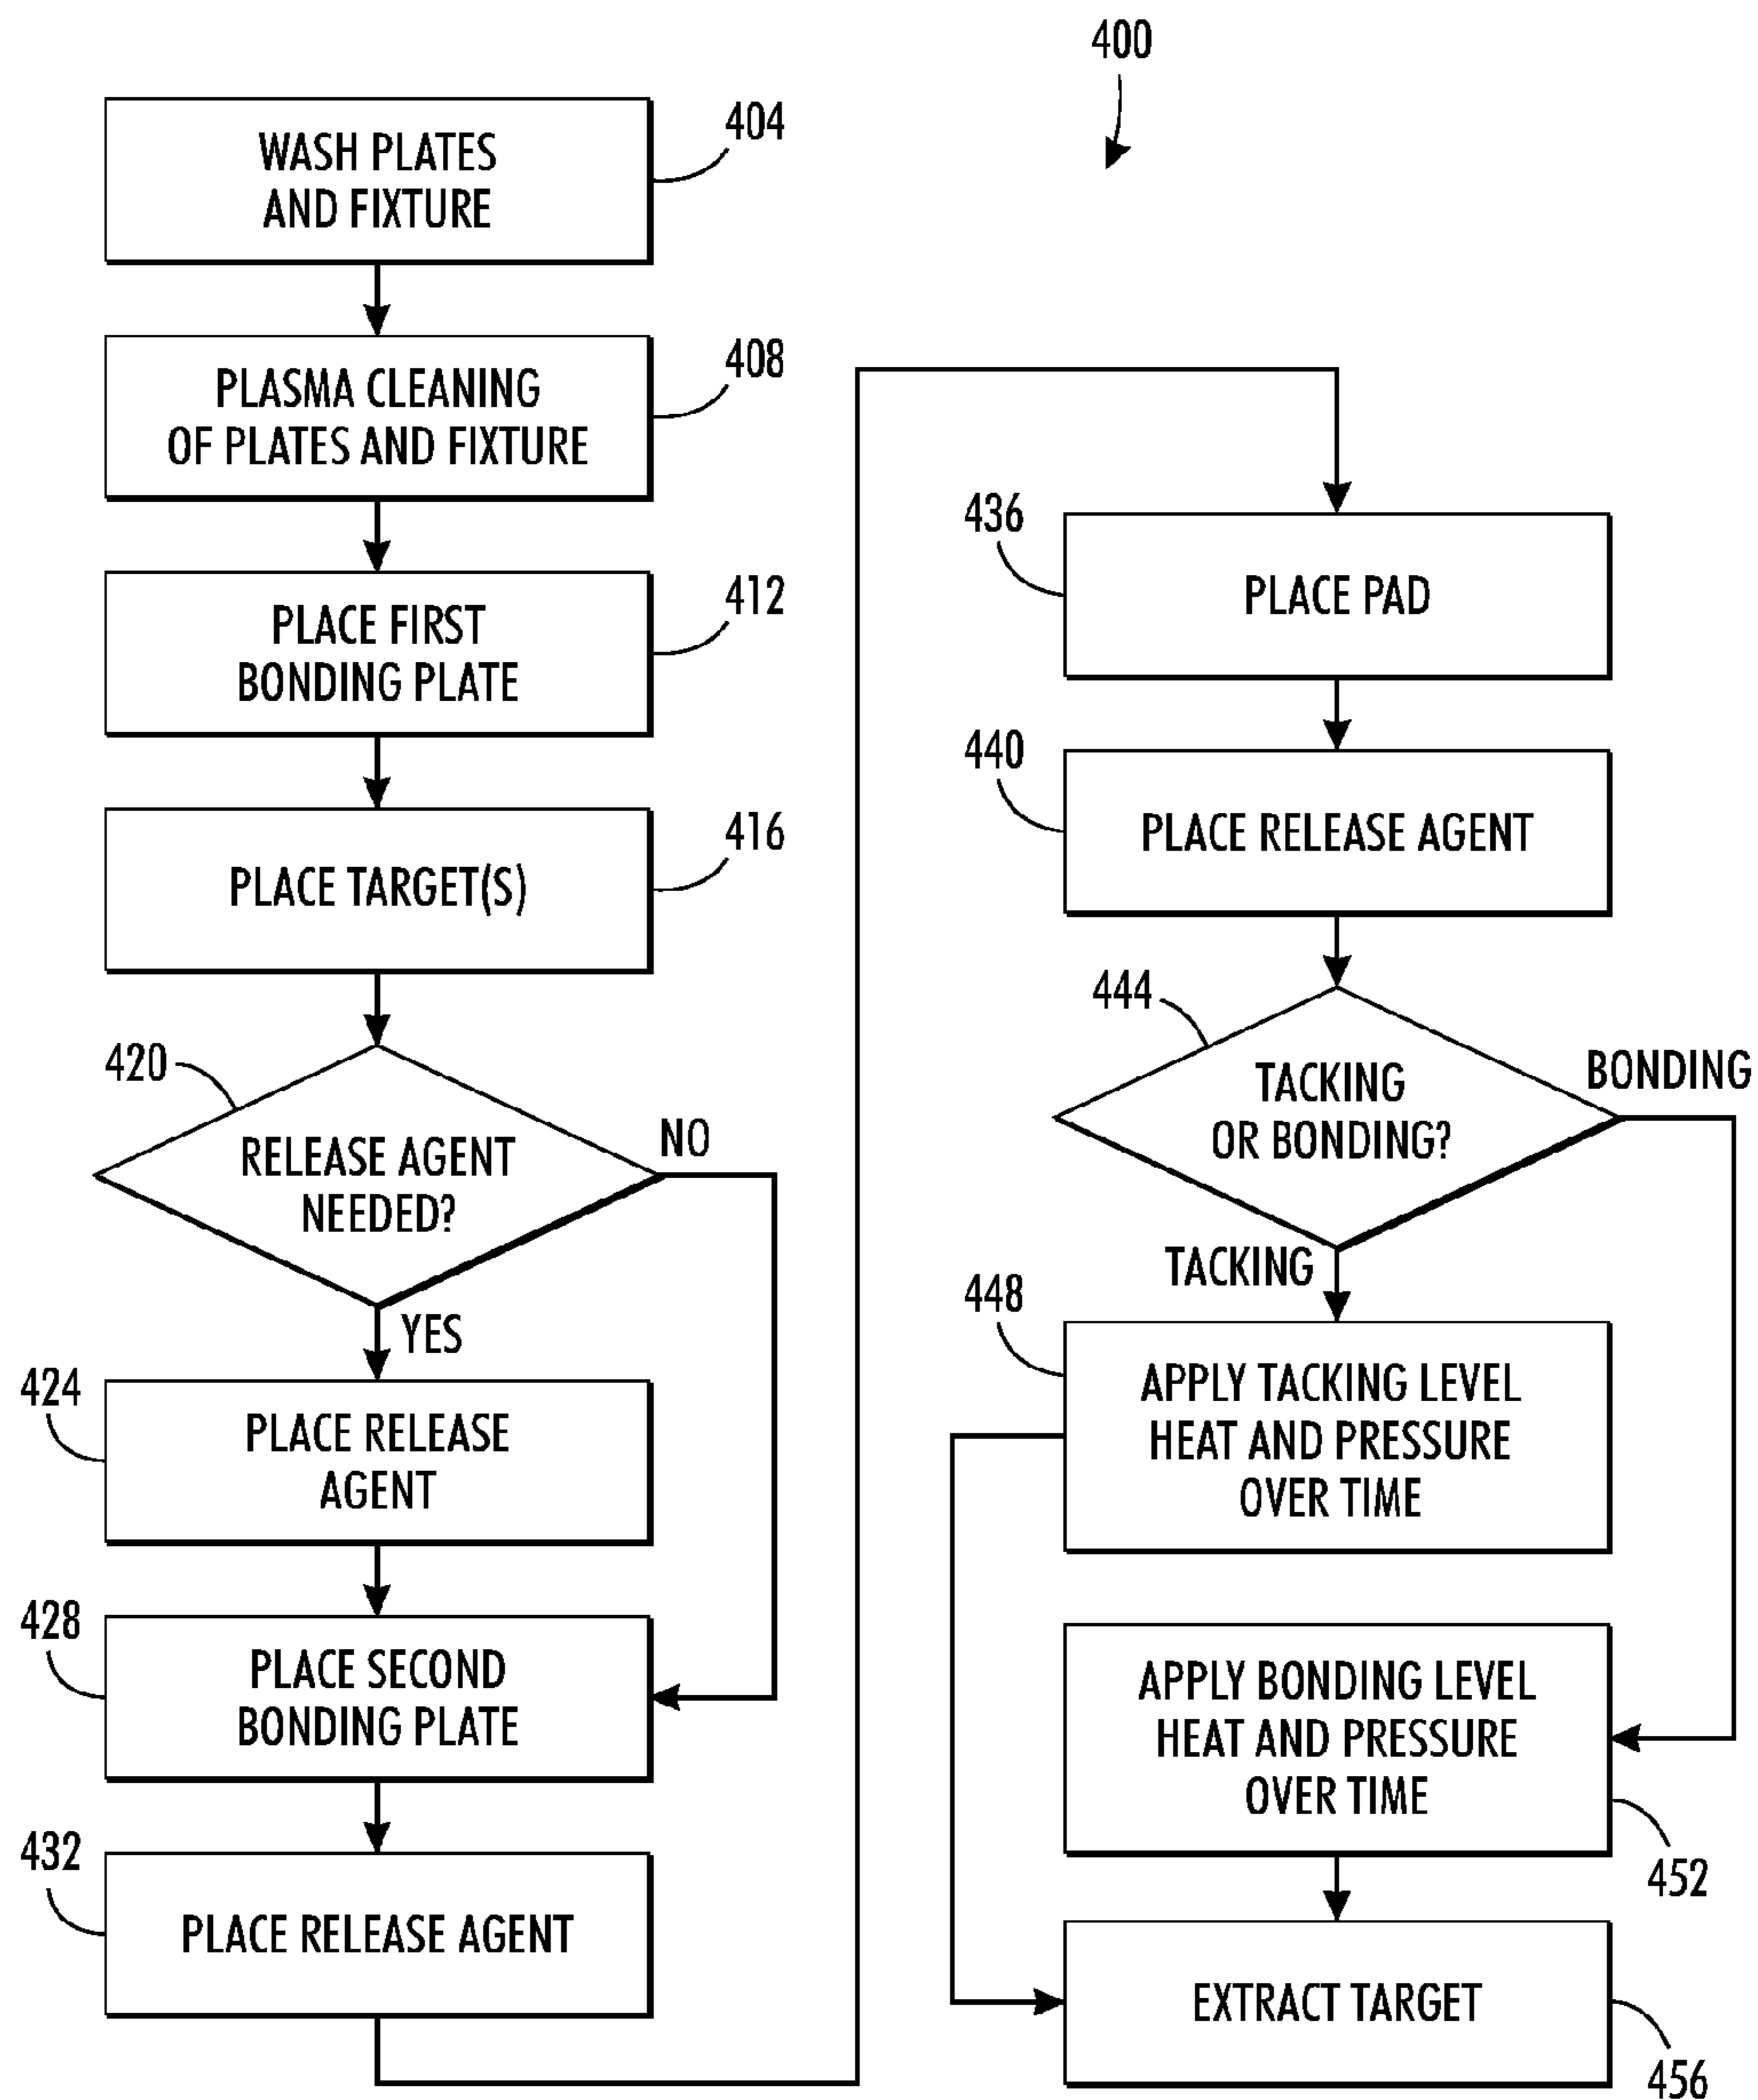 400
WASH PLATES
AND FIXTURE
404
PLASMA CLEANING
OF PLATES AND FIXTURE
408
PLACE FIRST
BONDING PLATE
412
PLACE TARGET(S)
416
420
RELEASE AGENT
NEEDED?
NO
YES
424
PLACE RELEASE
AGENT
428
PLACE SECOND
BONDING PLATE
432
PLACE RELEASE AGENT
436
PLACE PAD
440
PLACE RELEASE AGENT
444
TACKING
OR BONDING?
BONDING
TACKING
448
APPLY TACKING LEVEL
HEAT AND PRESSURE
OVER TIME
APPLY BONDING LEVEL
HEAT AND PRESSURE
OVER TIME
452
EXTRACT TARGET
456